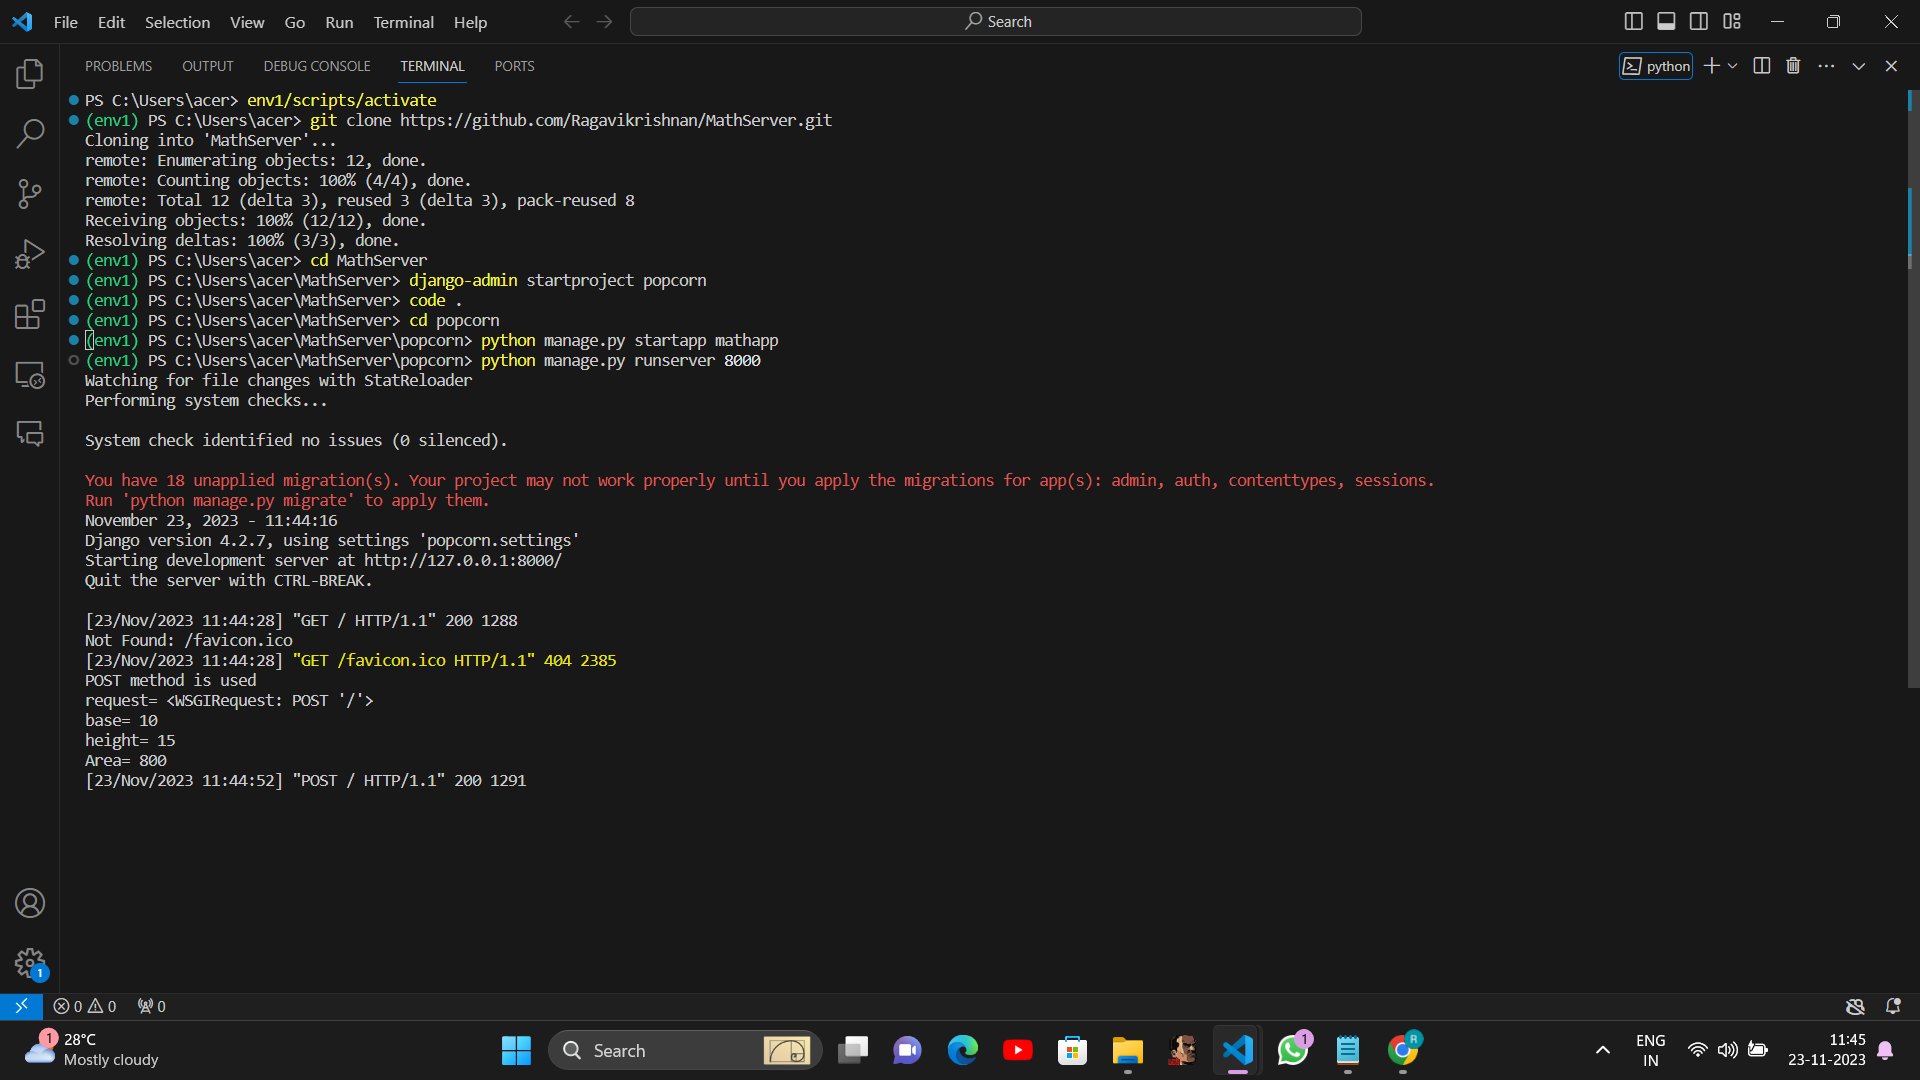 File Edit Selection View Go Run Terminal Help Search
PROBLEMS OUTPUT DEBUG CONSOLE TERMINAL PORTS python
PS C:\Users\acer> env1/scripts/activate
(env1) PS C:\Users\acer> git clone https://github.com/Ragavikrishnan/MathServer.git
Cloning into 'MathServer'...
remote: Enumerating objects: 12, done.
remote: Counting objects: 100% (4/4), done.
remote: Total 12 (delta 3), reused 3 (delta 3), pack-reused 8
Receiving objects: 100% (12/12), done.
Resolving deltas: 100% (3/3), done.
(env1) PS C:\Users\acer> cd MathServer
(env1) PS C:\Users\acer\MathServer> django-admin startproject popcorn
(env1) PS C:\Users\acer\MathServer> code .
(env1) PS C:\Users\acer\MathServer> cd popcorn
(env1) PS C:\Users\acer\MathServer\popcorn> python manage.py startapp mathapp
(env1) PS C:\Users\acer\MathServer\popcorn> python manage.py runserver 8000
Watching for file changes with StatReloader
Performing system checks...
System check identified no issues (0 silenced).
You have 18 unapplied migration(s). Your project may not work properly until you apply the migrations for app(s): admin, auth, contenttypes, sessions.
Run 'python manage.py migrate' to apply them.
November 23, 2023 - 11:44:16
Django version 4.2.7, using settings 'popcorn.settings'
Starting development server at http://127.0.0.1:8000/
Quit the server with CTRL-BREAK.
[23/Nov/2023 11:44:28] "GET / HTTP/1.1" 200 1288
Not Found: /favicon.ico
[23/Nov/2023 11:44:28] "GET /favicon.ico HTTP/1.1" 404 2385
POST method is used
request= <WSGIRequest: POST '/'>
base= 10
height= 15
Area= 800
[23/Nov/2023 11:44:52] "POST / HTTP/1.1" 200 1291
1
0 0 0
1 28°C
Mostly cloudy
Search
1
R
ENG
IN
11:45
23-11-2023